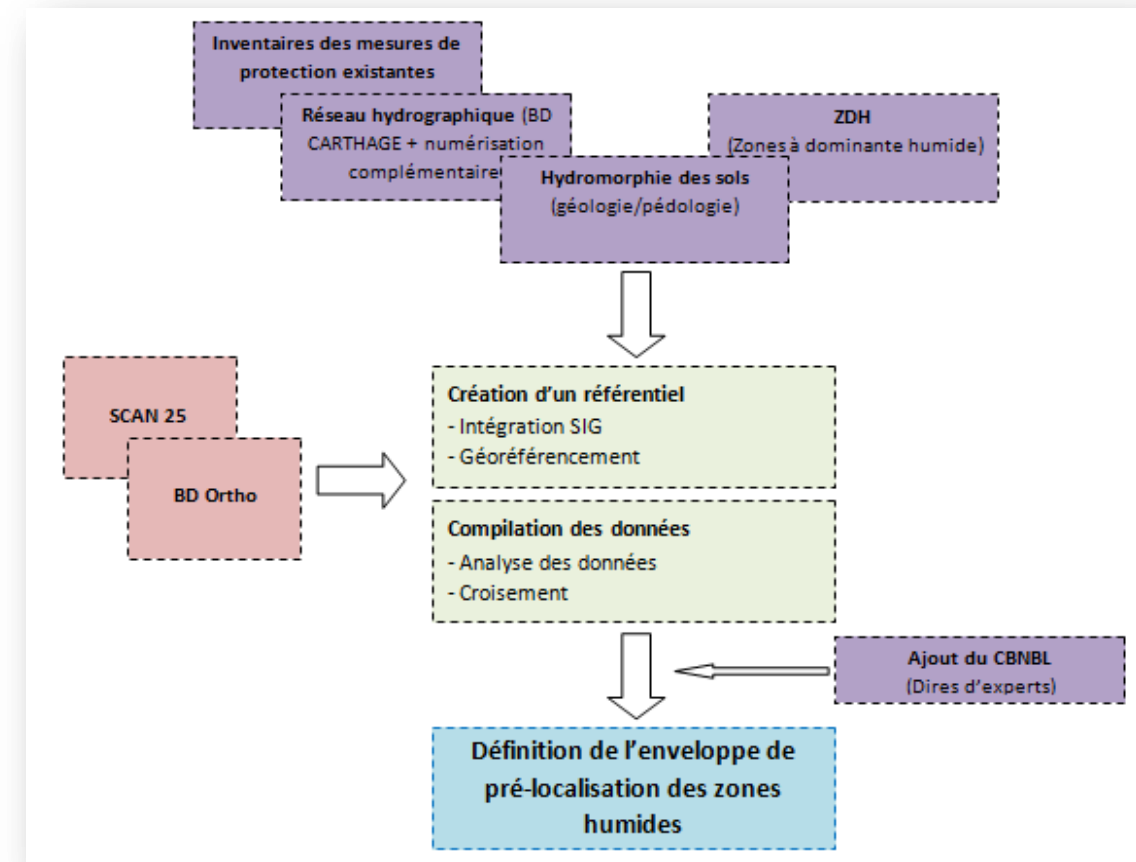 Inventaires des mesures de
protection existantes
Réseau hydrographique (BD
CARTHAGE + numérisation
complémentaire
ZDH
(Zones à dominante humide)
Hydromorphie des sols
(géologie/pédologie)
SCAN 25
BD Ortho
Création d’un référentiel
- Intégration SIG
- Géoréférencement
Compilation des données
- Analyse des données
- Croisement
Ajout du CBNBL
(Dires d’experts)
Définition de l’enveloppe de
pré-localisation des zones
humides